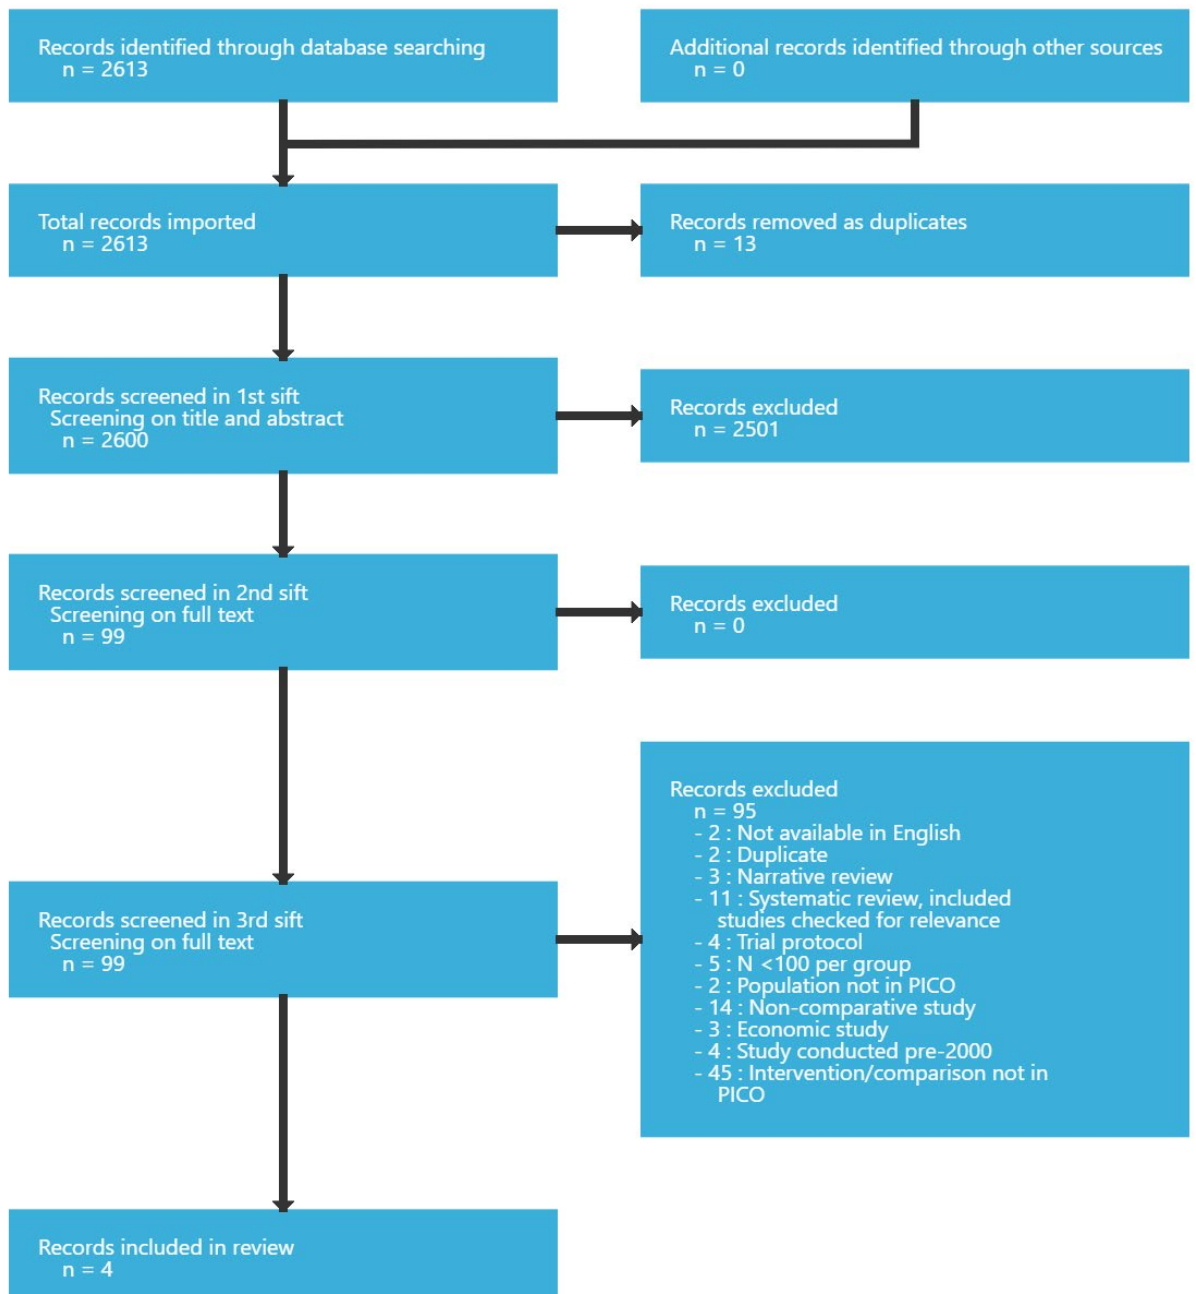 Records identified through database searching
n = 2613
Additional records identified through other sources
n = 0
Total records imported
n = 2613
Records removed as duplicates
n = 13
Records screened in 1st sift
Screening on title and abstract
n = 2600
Records excluded
n = 2501
Records screened in 2nd sift
Screening on full text
n = 99
Records excluded
n = 0
Records screened in 3rd sift
Screening on full text
n = 99
Records excluded
n = 95
- 2 : Not available in English
- 2 : Duplicate
- 3 : Narrative review
- 11 : Systematic review, included
studies checked for relevance
- 4 : Trial protocol
- 5 : N <100 per group
- 2 : Population not in PICO
- 14 : Non-comparative study
- 3 : Economic study
- 4 : Study conducted pre-2000
- 45 : Intervention/comparison not in
PICO
Records included in review
n = 4